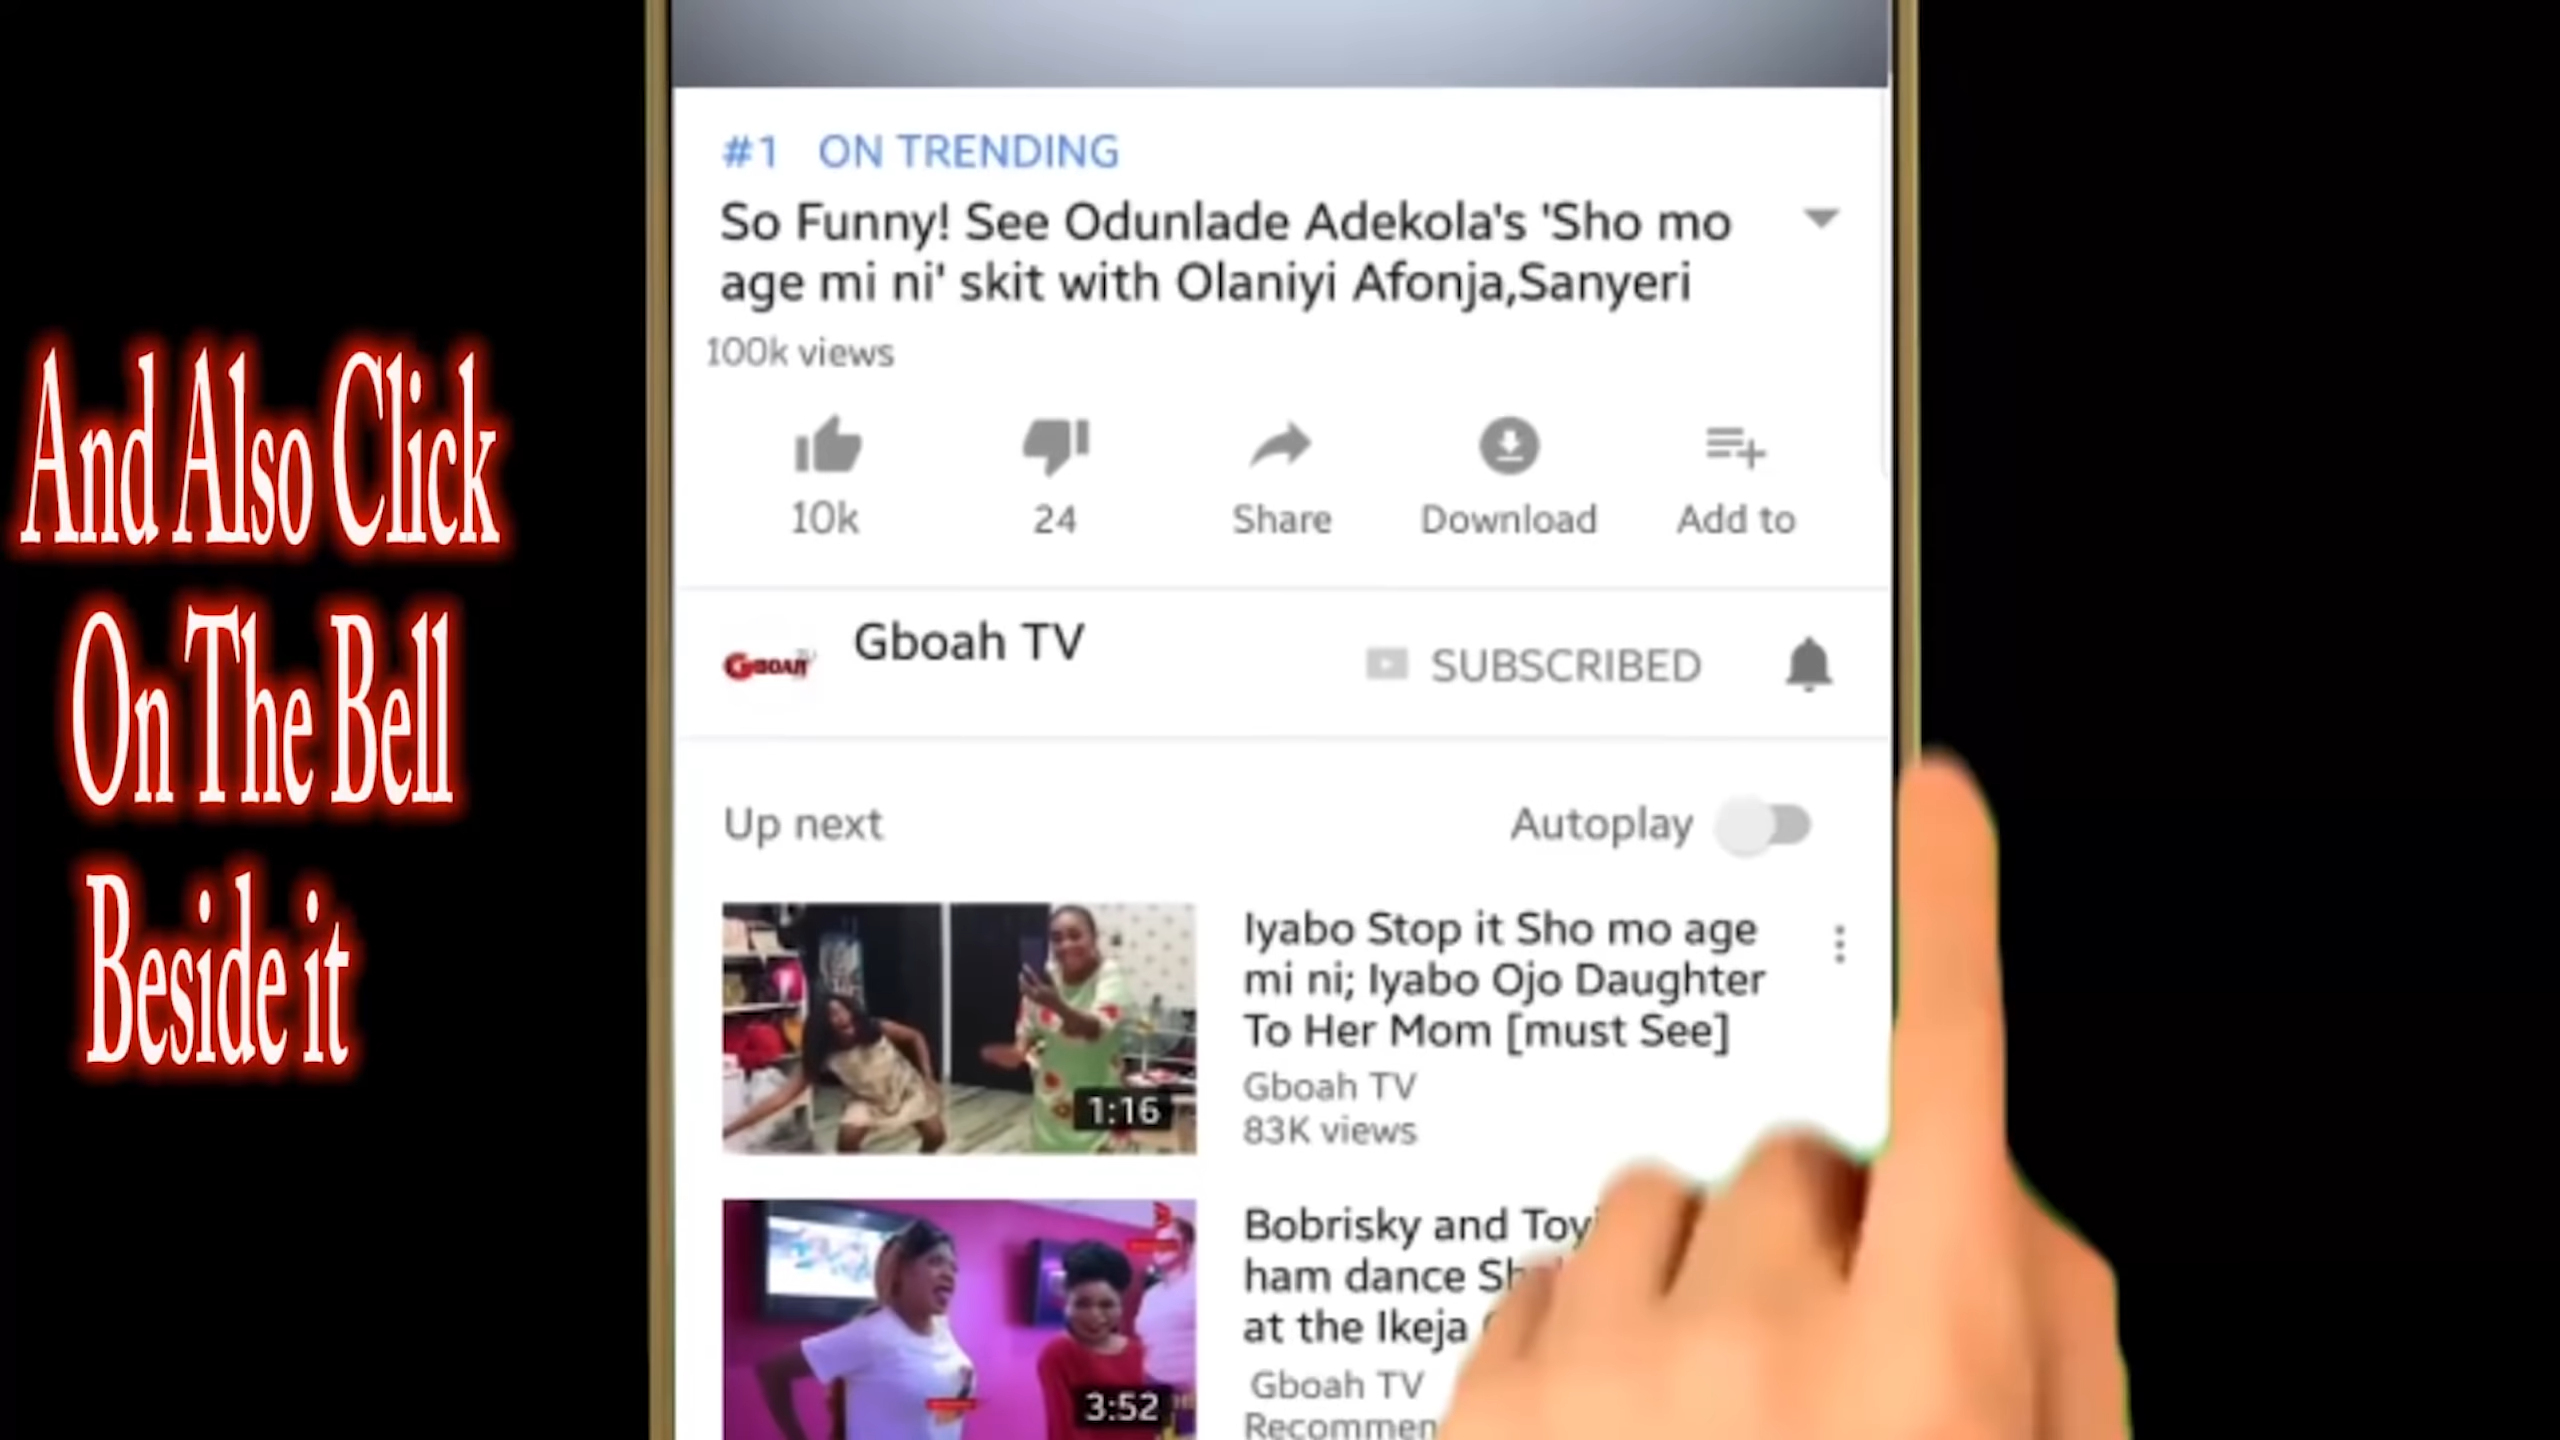 And Also Click
On The Bell
Beside it
#1 ON TRENDING
So Funny! See Odunlade Adekola's 'Sho mo
age mi ni' skit with Olaniyi Afonja,Sanyeri
100k views
10k
24
Share
Download
Add to
GBOAH TV
Gboah TV
SUBSCRIBED
Up next
Autoplay
1:16
Iyabo Stop it Sho mo age
mi ni; Iyabo Ojo Daughter
To Her Mom [must See]
Gboah TV
83K views
3:52
Bobrisky and
ham dance
at the Ikeja
Gboah TV